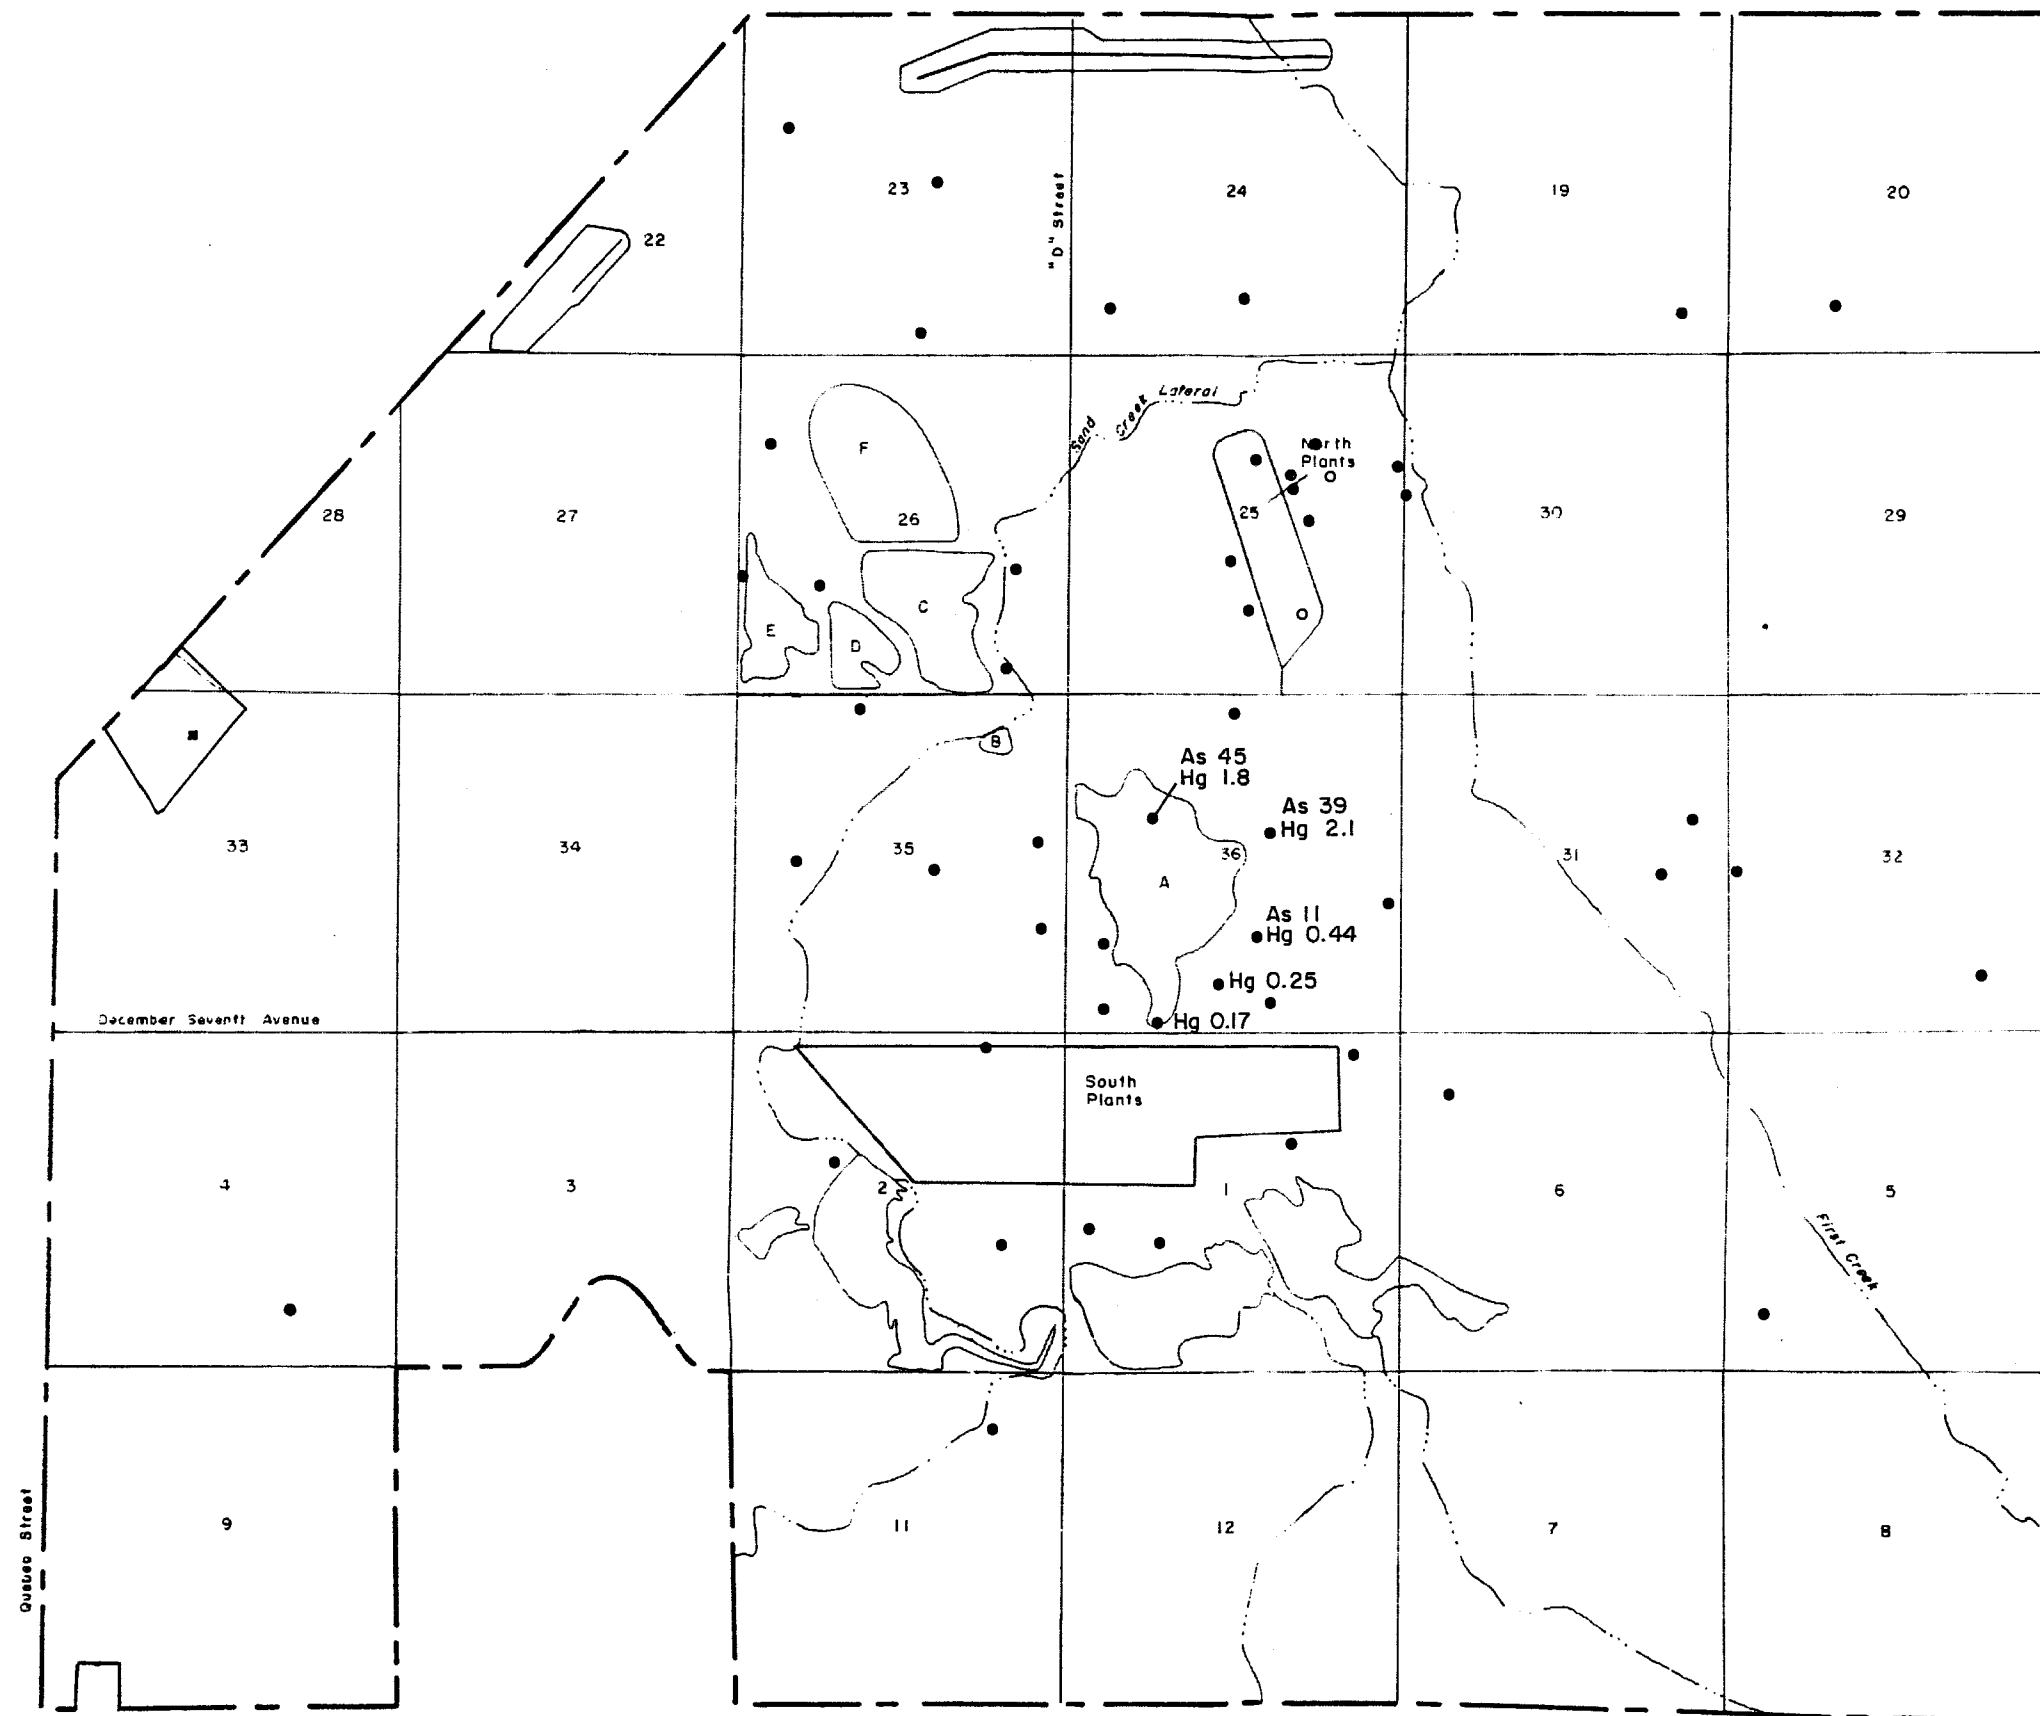 23
"D" Street
24
19
20
22
Sand Creek Lateral
F
North
Plants
28
27
26
25
30
29
E
D
C
B
As 45
Hg 1.8
As 39
Hg 2.1
33
34
35
A
36
31
32
As 11
Hg 0.44
Hg 0.25
Hg 0.17
December Seventh Avenue
South
Plants
4
3
2
1
6
5
First Creek
Quebec Street
9
11
12
7
8